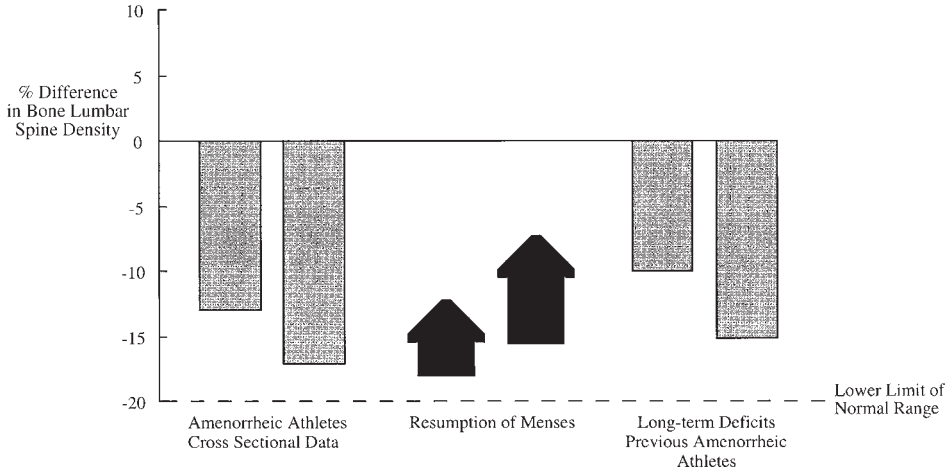 10
5
% Difference
in Bone Lumbar
Spine Density
0
-5
-10
-15
-20
Lower Limit of
Normal Range
Amenorrheic Athletes
Cross Sectional Data
Resumption of Menses
Long-term Deficits
Previous Amenorrheic
Athletes